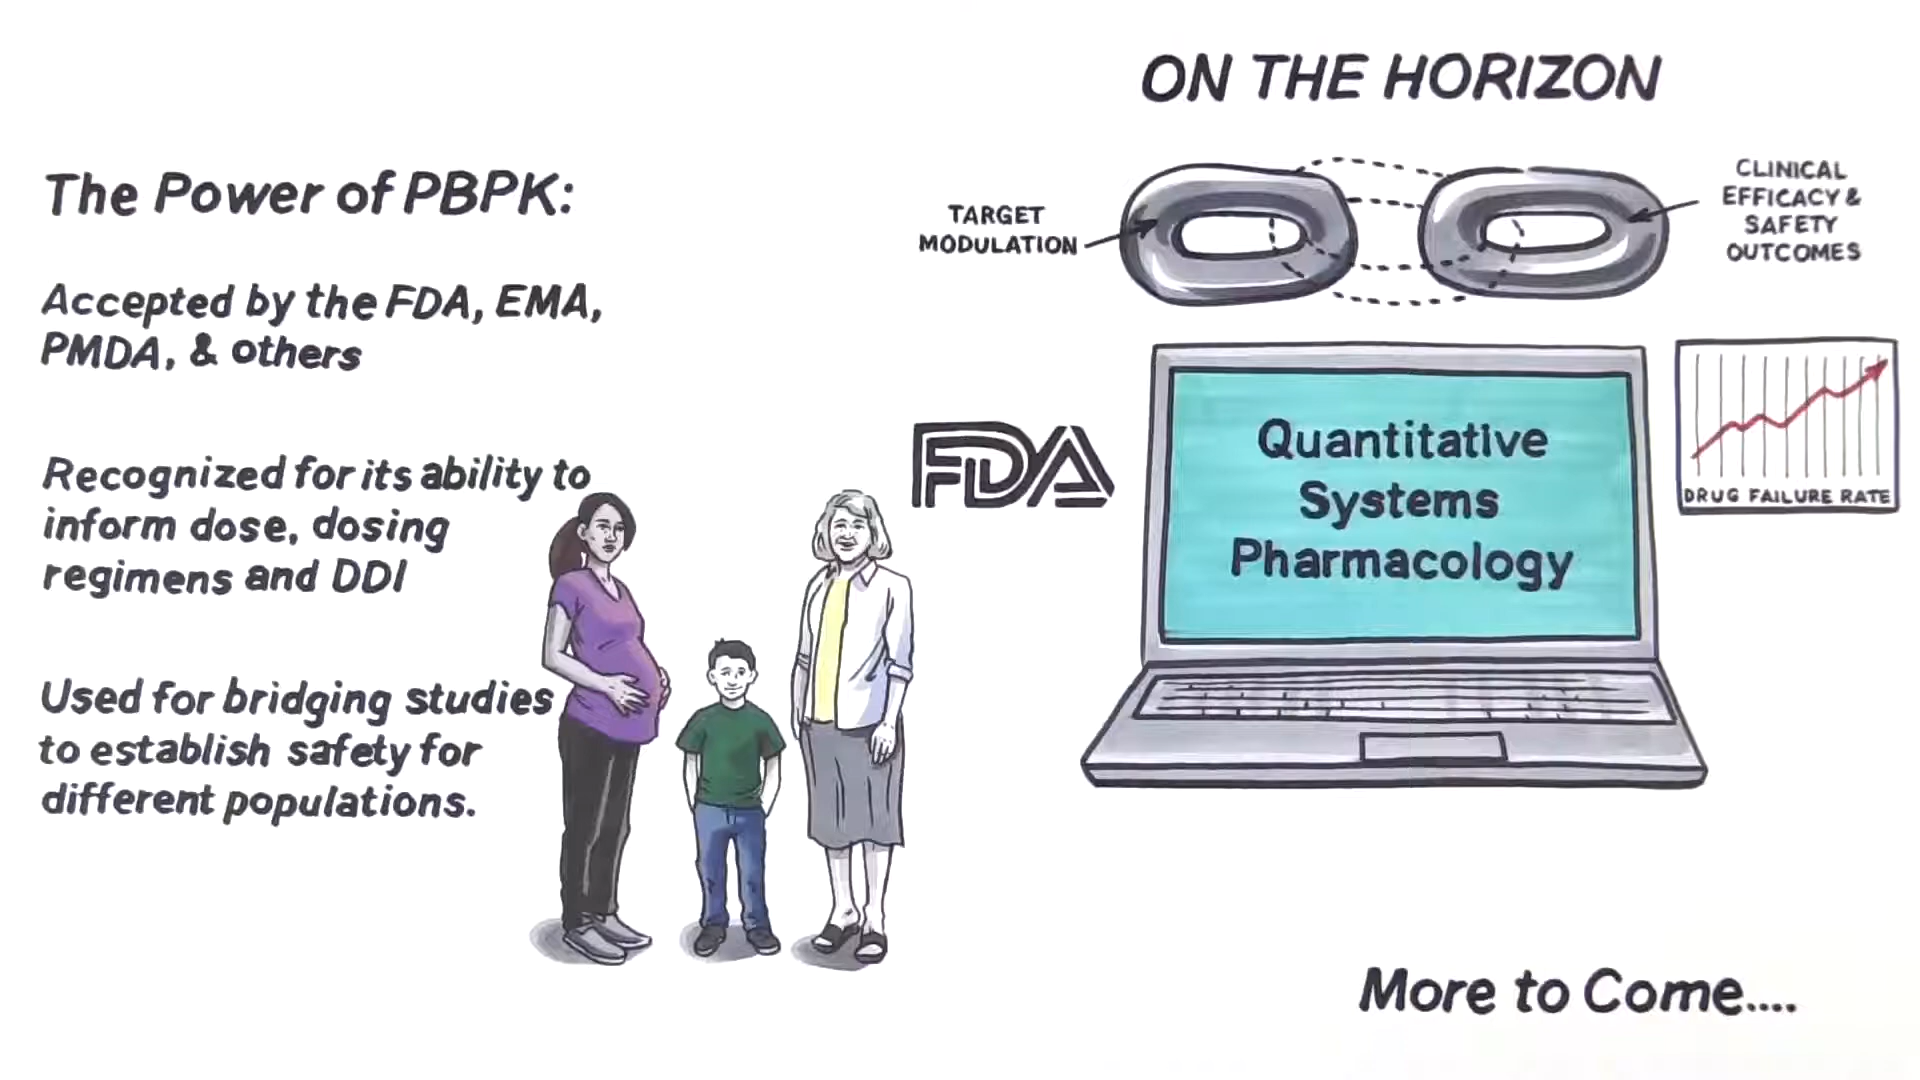 The Power of PBPK:
Accepted by the FDA, EMA,
PMDA, & others
Recognized for its ability to
inform dose, dosing
regimens and DDI
Used for bridging studies
to establish safety for
different populations.
ON THE HORIZON
TARGET
MODULATION
CLINICAL
EFFICACY &
SAFETY
OUTCOMES
FDA
Quantitative
Systems
Pharmacology
DRUG FAILURE RATE
More to Come....